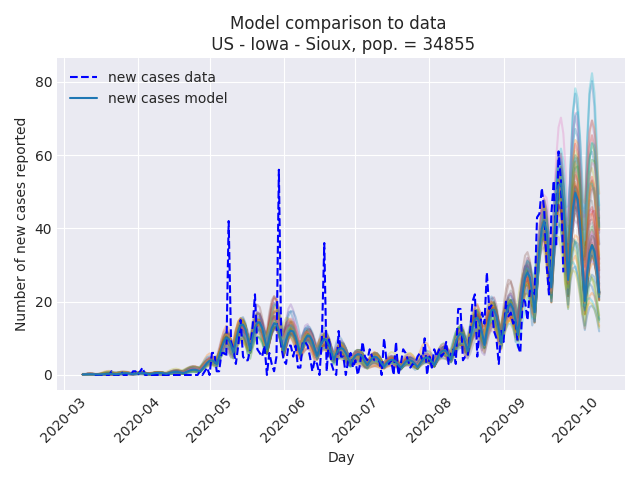 Model comparison to data
US - Iowa - Sioux, pop. = 34855
new cases data
new cases model
Number of new cases reported
80
60
40
20
0
2020-03
2020-04
2020-05
2020-06
2020-07
2020-08
2020-09
2020-10
Day